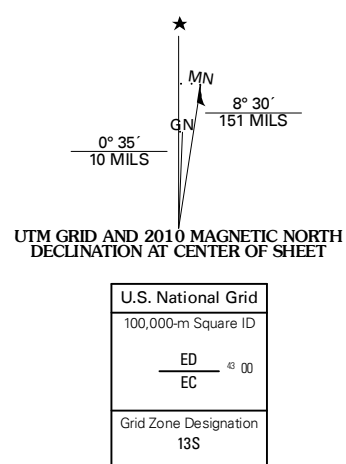 ★
MN
8° 30´
151 MILS
GN
0° 35´
10 MILS
UTM GRID AND 2010 MAGNETIC NORTH
DECLINATION AT CENTER OF SHEET
U.S. National Grid
100,000-m Square ID
ED
43 00
EC
Grid Zone Designation
13S